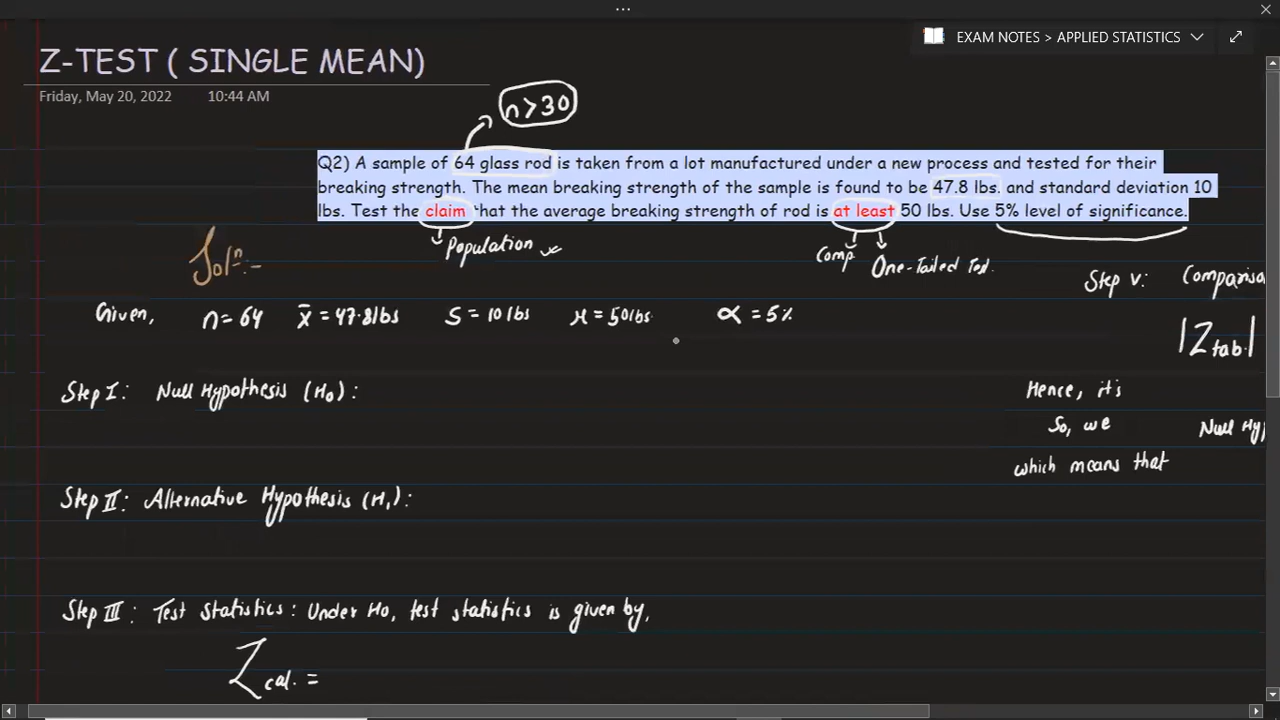 EXAM NOTES > APPLIED STATISTICS
Z-TEST ( SINGLE MEAN)
Friday, May 20, 2022 10:44 AM
n>30
Q2) A sample of 64 glass rod is taken from a lot manufactured under a new process and tested for their
breaking strength. The mean breaking strength of the sample is found to be 47.8 lbs. and standard deviation 10
lbs. Test the claim that the average breaking strength of rod is at least 50 lbs. Use 5% level of significance.
Population
Comp One-Tailed Test.
Solⁿ:-
Step V: Compariso
Given, n= 64 x̄ = 47.8lbs S = 10 lbs μ = 50lbs α = 5%
|Ztab.|
Step I: Null Hypothesis (H₀) :
Hence, it's
So, we Null Hy
which means that
Step II: Alternative Hypothesis (H₁) :
Step III: Test Statistics: Under H₀, test statistics is given by,
Zcal. =